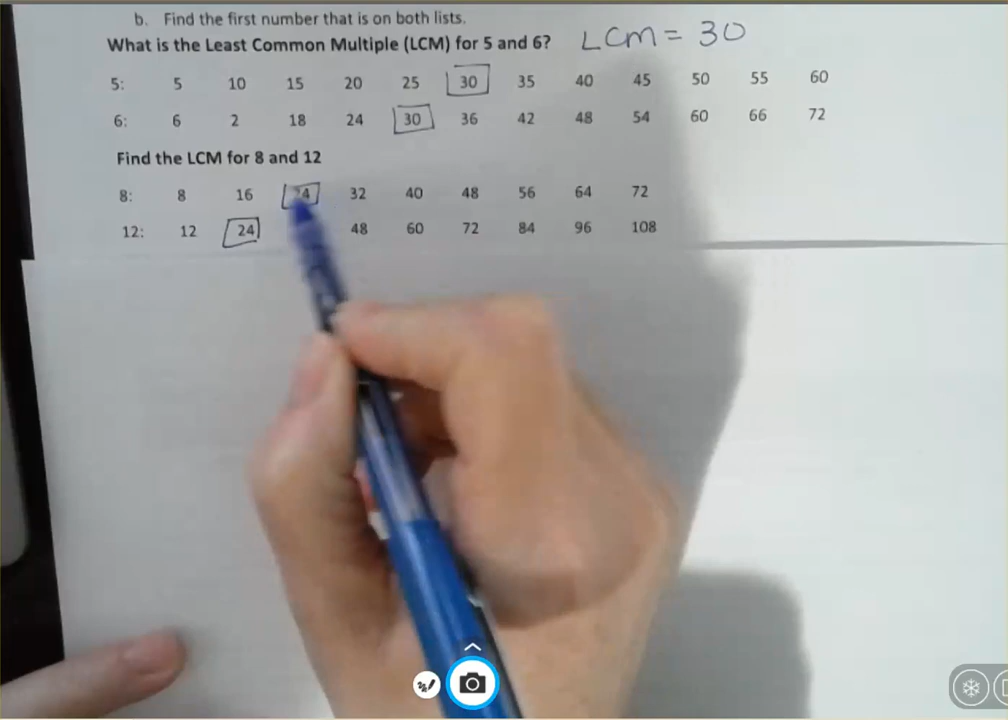 b. Find the first number that is on both lists.
What is the Least Common Multiple (LCM) for 5 and 6? LCM = 30
5: 5 10 15 20 25 30 35 40 45 50 55 60
6: 6 2 18 24 30 36 42 48 54 60 66 72
Find the LCM for 8 and 12
8: 8 16 24 32 40 48 56 64 72
12: 12 24 48 60 72 84 96 108